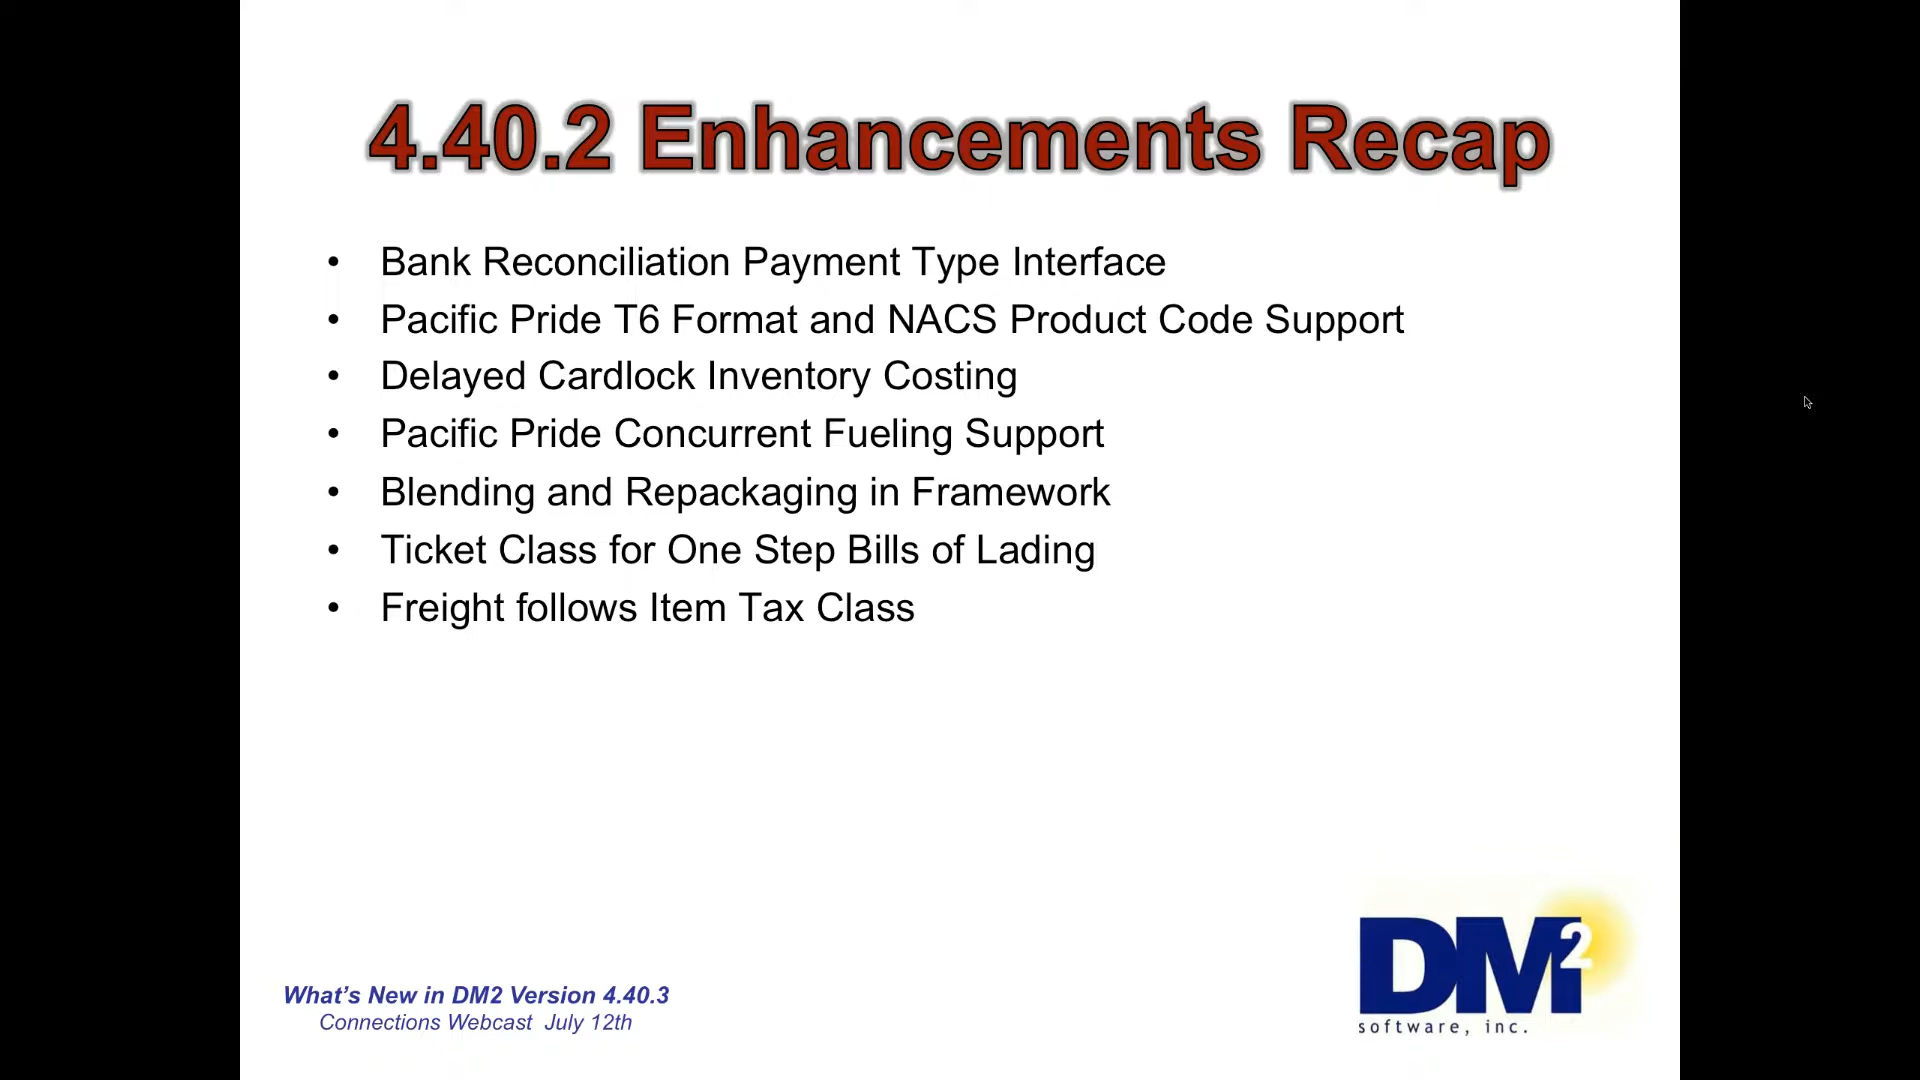 4.40.2 Enhancements Recap
• Bank Reconciliation Payment Type Interface
• Pacific Pride T6 Format and NACS Product Code Support
• Delayed Cardlock Inventory Costing
• Pacific Pride Concurrent Fueling Support
• Blending and Repackaging in Framework
• Ticket Class for One Step Bills of Lading
• Freight follows Item Tax Class
What's New in DM2 Version 4.40.3
Connections Webcast July 12th
DM2
software, inc.